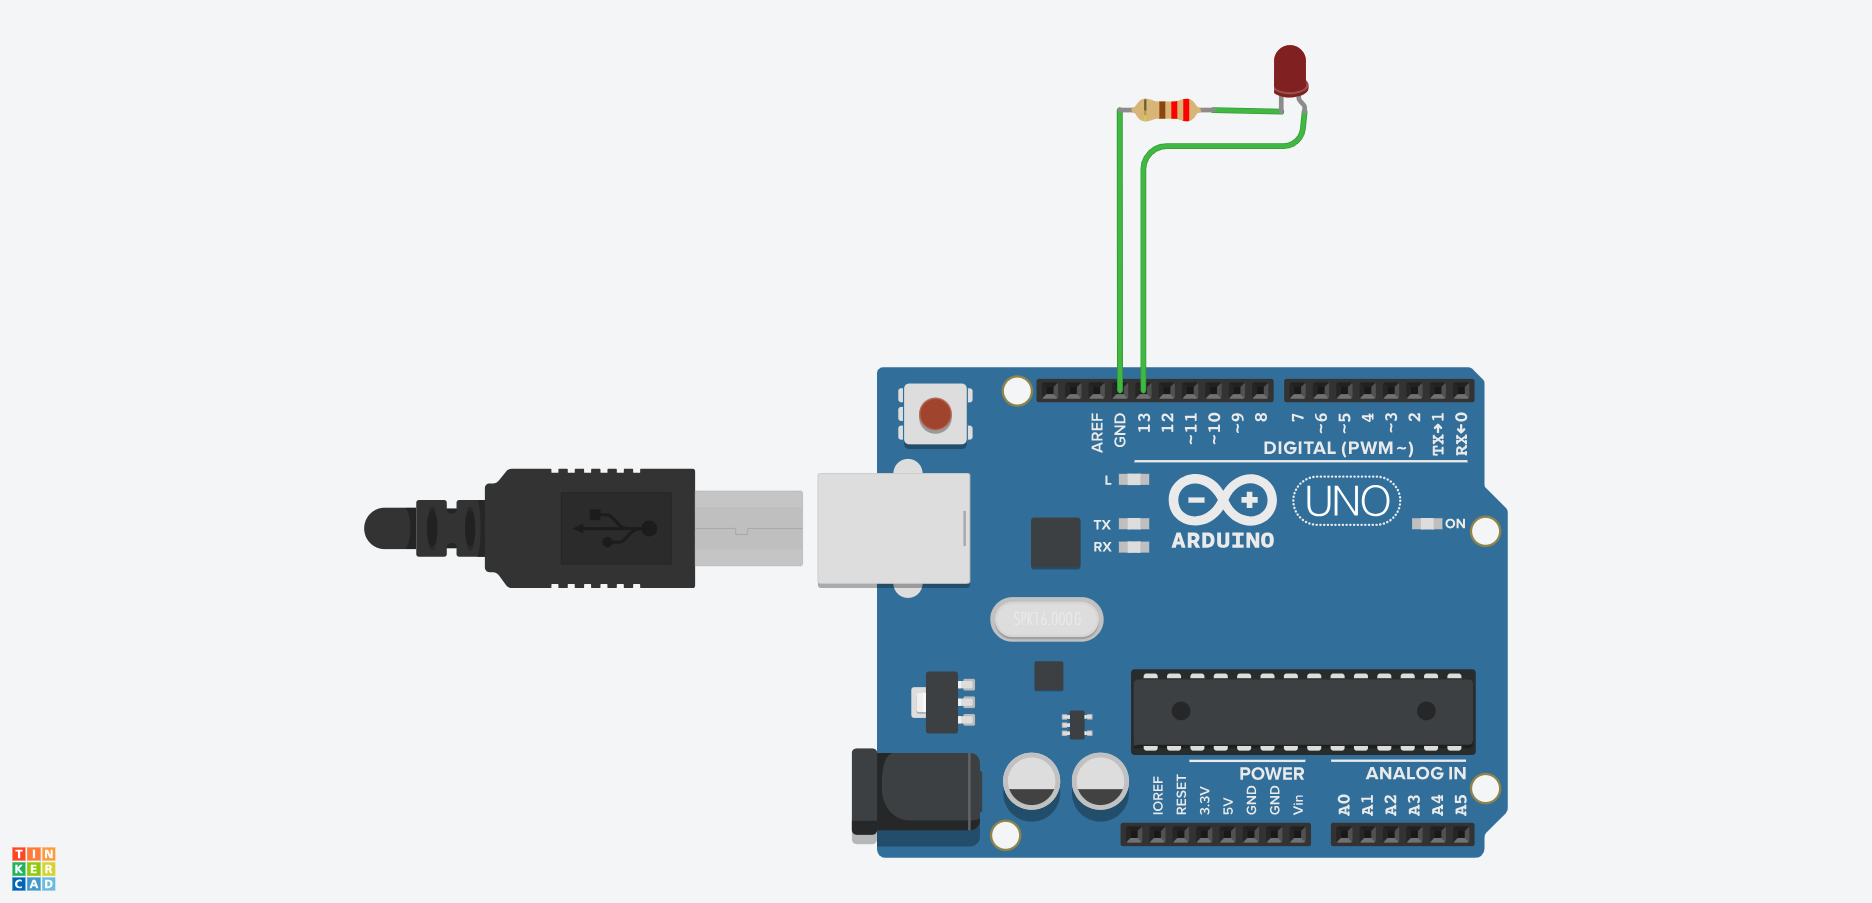 AREF
GND
13
12
~11
~10
~9
8
7
~6
~5
4
~3
2
TX→1
RX←0
DIGITAL (PWM~)
L
TX
RX
ARDUINO
UNO
ON
SPKT6.000G
POWER
ANALOG IN
IOREF
RESET
3.3V
5V
GND
GND
Vin
A0
A1
A2
A3
A4
A5
TIN
KER
CAD